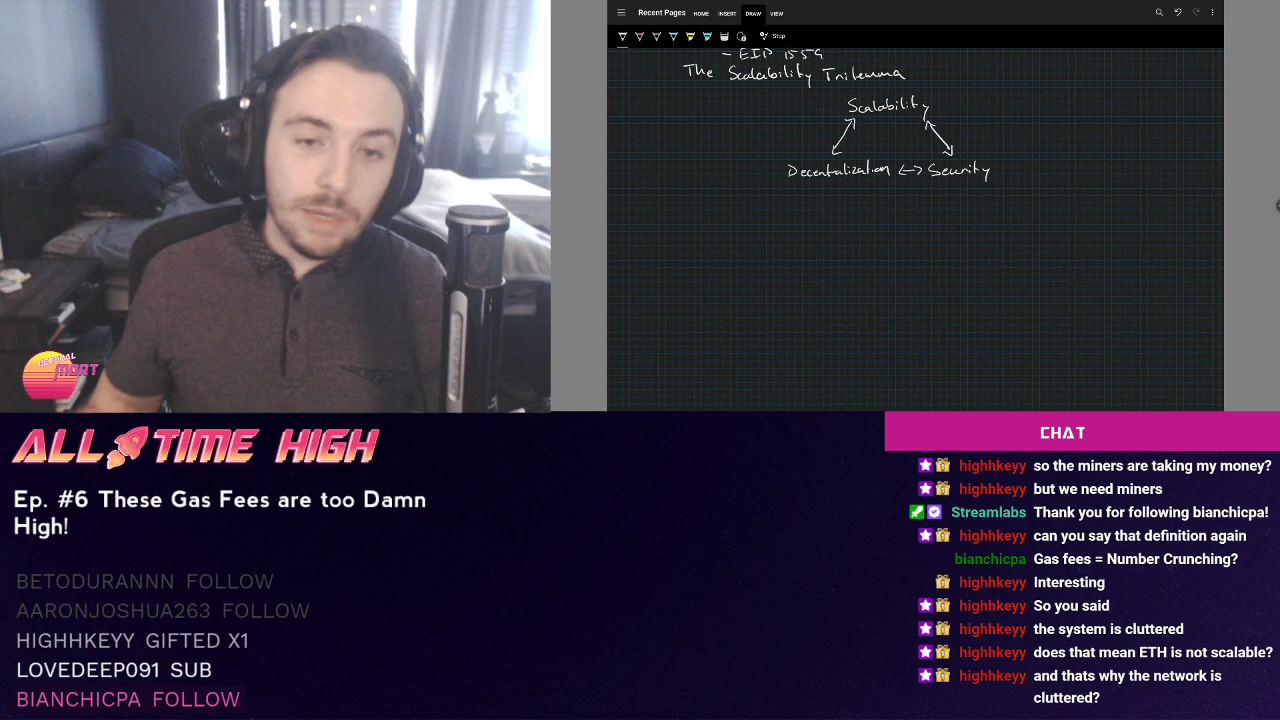 Recent Pages HOME INSERT DRAW VIEW
Stop
- EIP 1559
The Scalability Trilemma
Scalability
Decentalization <-> Security
MORT
ALL TIME HIGH
Ep. #6 These Gas Fees are too Damn
High!
BETODURANNN FOLLOW
AARONJOSHUA263 FOLLOW
HIGHHKEYY GIFTED X1
LOVEDEEP091 SUB
BIANCHICPA FOLLOW
CHAT
highhkeyy so the miners are taking my money?
highhkeyy but we need miners
Streamlabs Thank you for following bianchicpa!
highhkeyy can you say that definition again
bianchicpa Gas fees = Number Crunching?
highhkeyy Interesting
highhkeyy So you said
highhkeyy the system is cluttered
highhkeyy does that mean ETH is not scalable?
highhkeyy and thats why the network is
cluttered?